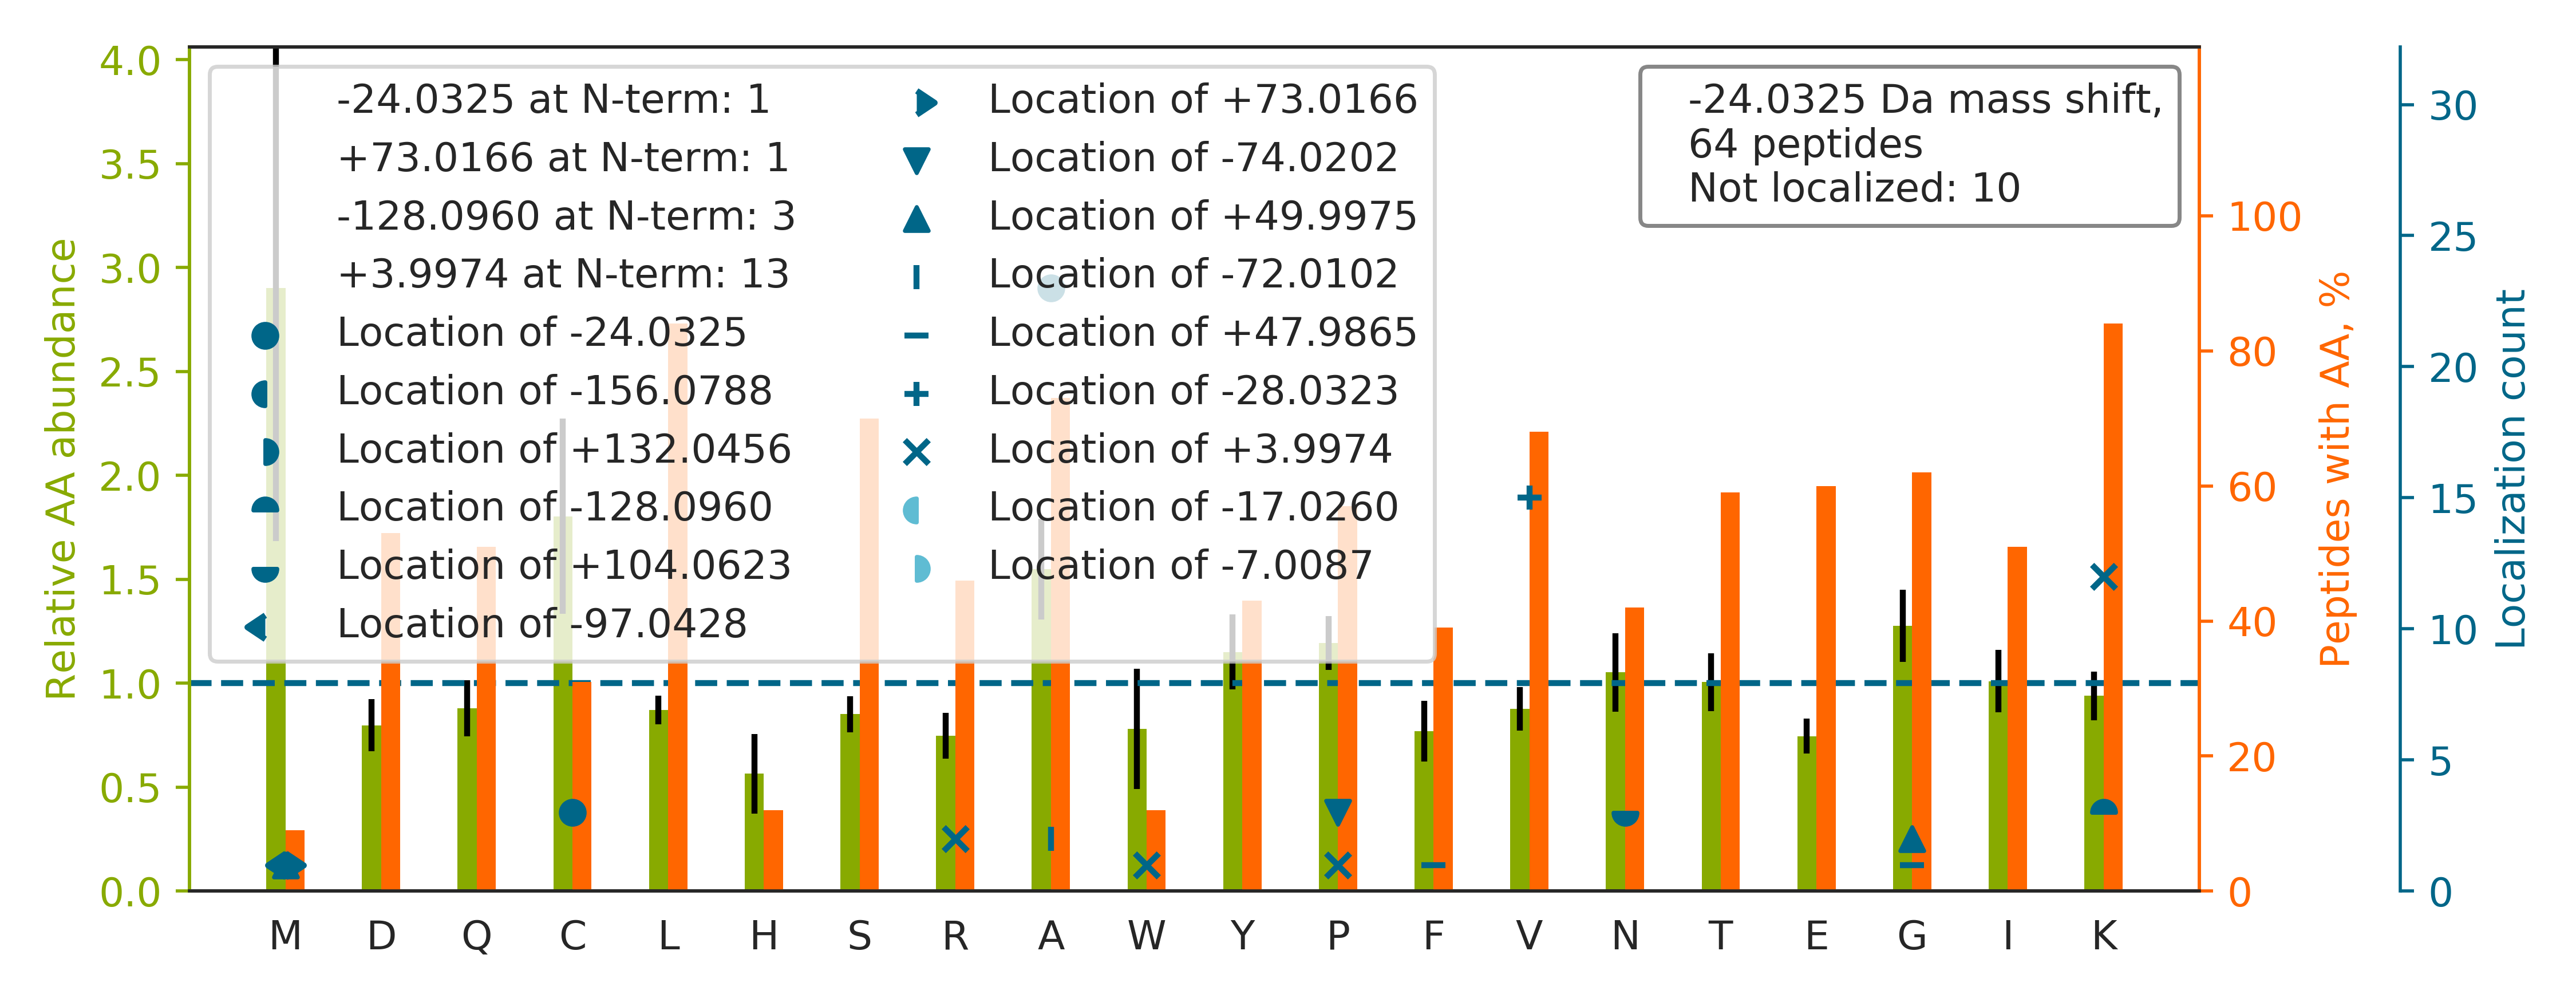 4.0
3.5
3.0
2.5
2.0
1.5
1.0
0.5
0.0
Relative AA abundance
-24.0325 at N-term: 1
+73.0166 at N-term: 1
-128.0960 at N-term: 3
+3.9974 at N-term: 13
Location of -24.0325
Location of -156.0788
Location of +132.0456
Location of -128.0960
Location of +104.0623
Location of -97.0428
Location of +73.0166
Location of -74.0202
Location of +49.9975
Location of -72.0102
Location of +47.9865
Location of -28.0323
Location of +3.9974
Location of -17.0260
Location of -7.0087
-24.0325 Da mass shift,
64 peptides
Not localized: 10
100
80
60
40
20
0
Peptides with AA, %
30
25
20
15
10
5
0
Localization count
M D Q C L H S R A W Y P F V N T E G I K